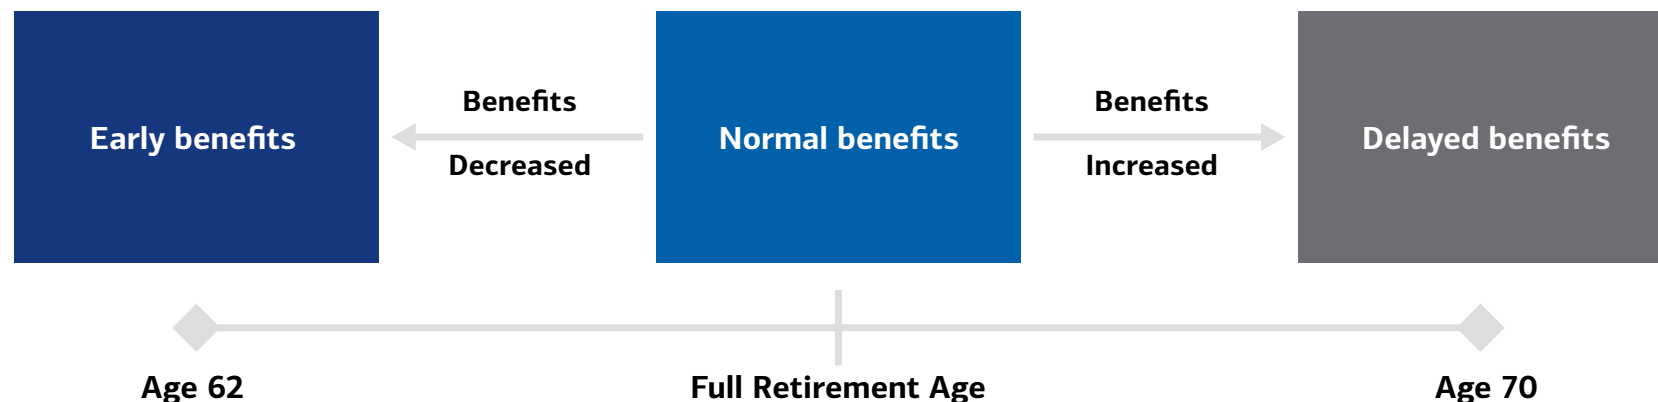 Early benefits
Benefits
Decreased
Normal benefits
Benefits
Increased
Delayed benefits
Age 62
Full Retirement Age
Age 70